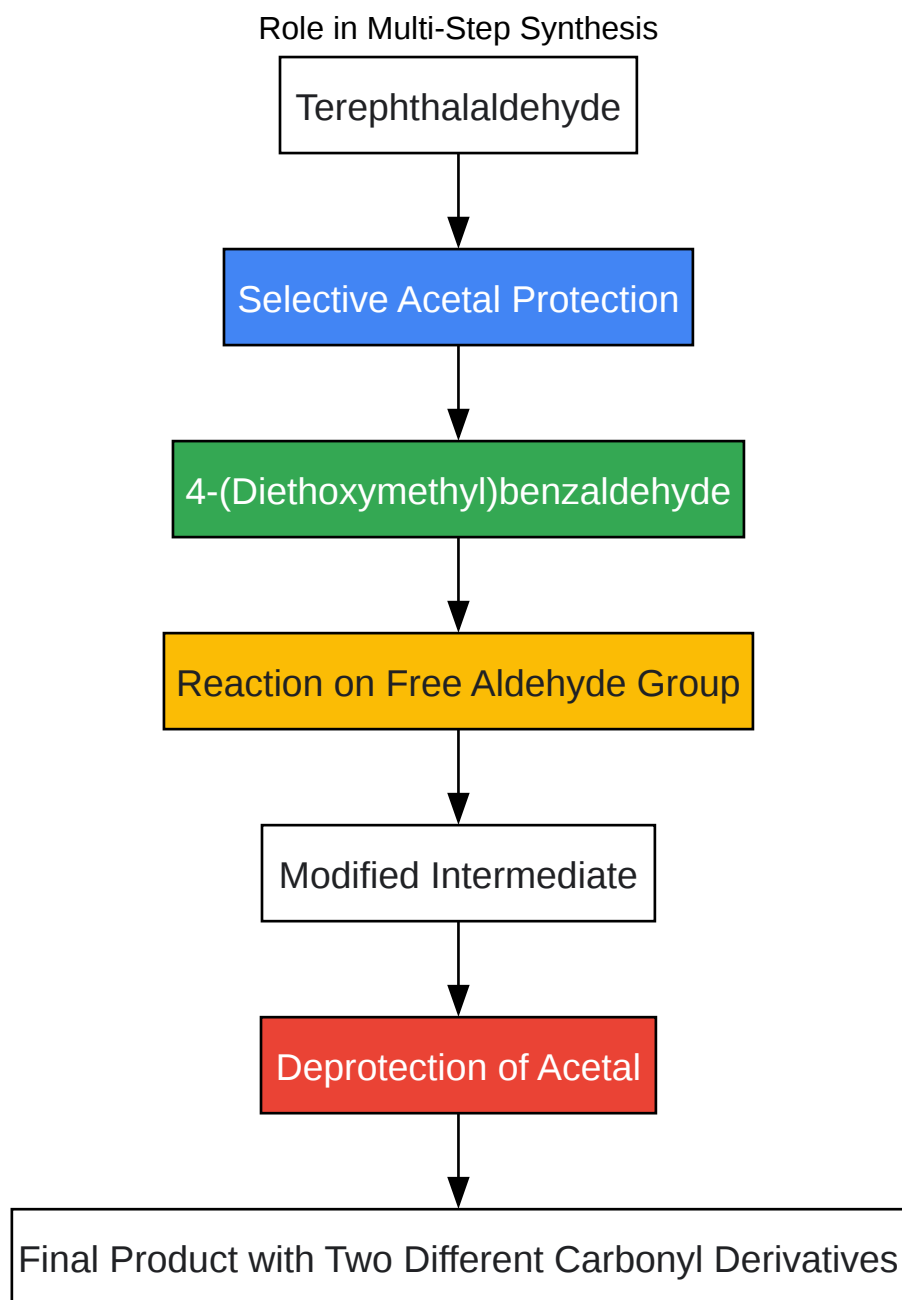 Role in Multi-Step Synthesis
Terephthalaldehyde
Selective Acetal Protection
4-(Diethoxymethyl)benzaldehyde
Reaction on Free Aldehyde Group
Modified Intermediate
Deprotection of Acetal
Final Product with Two Different Carbonyl Derivatives